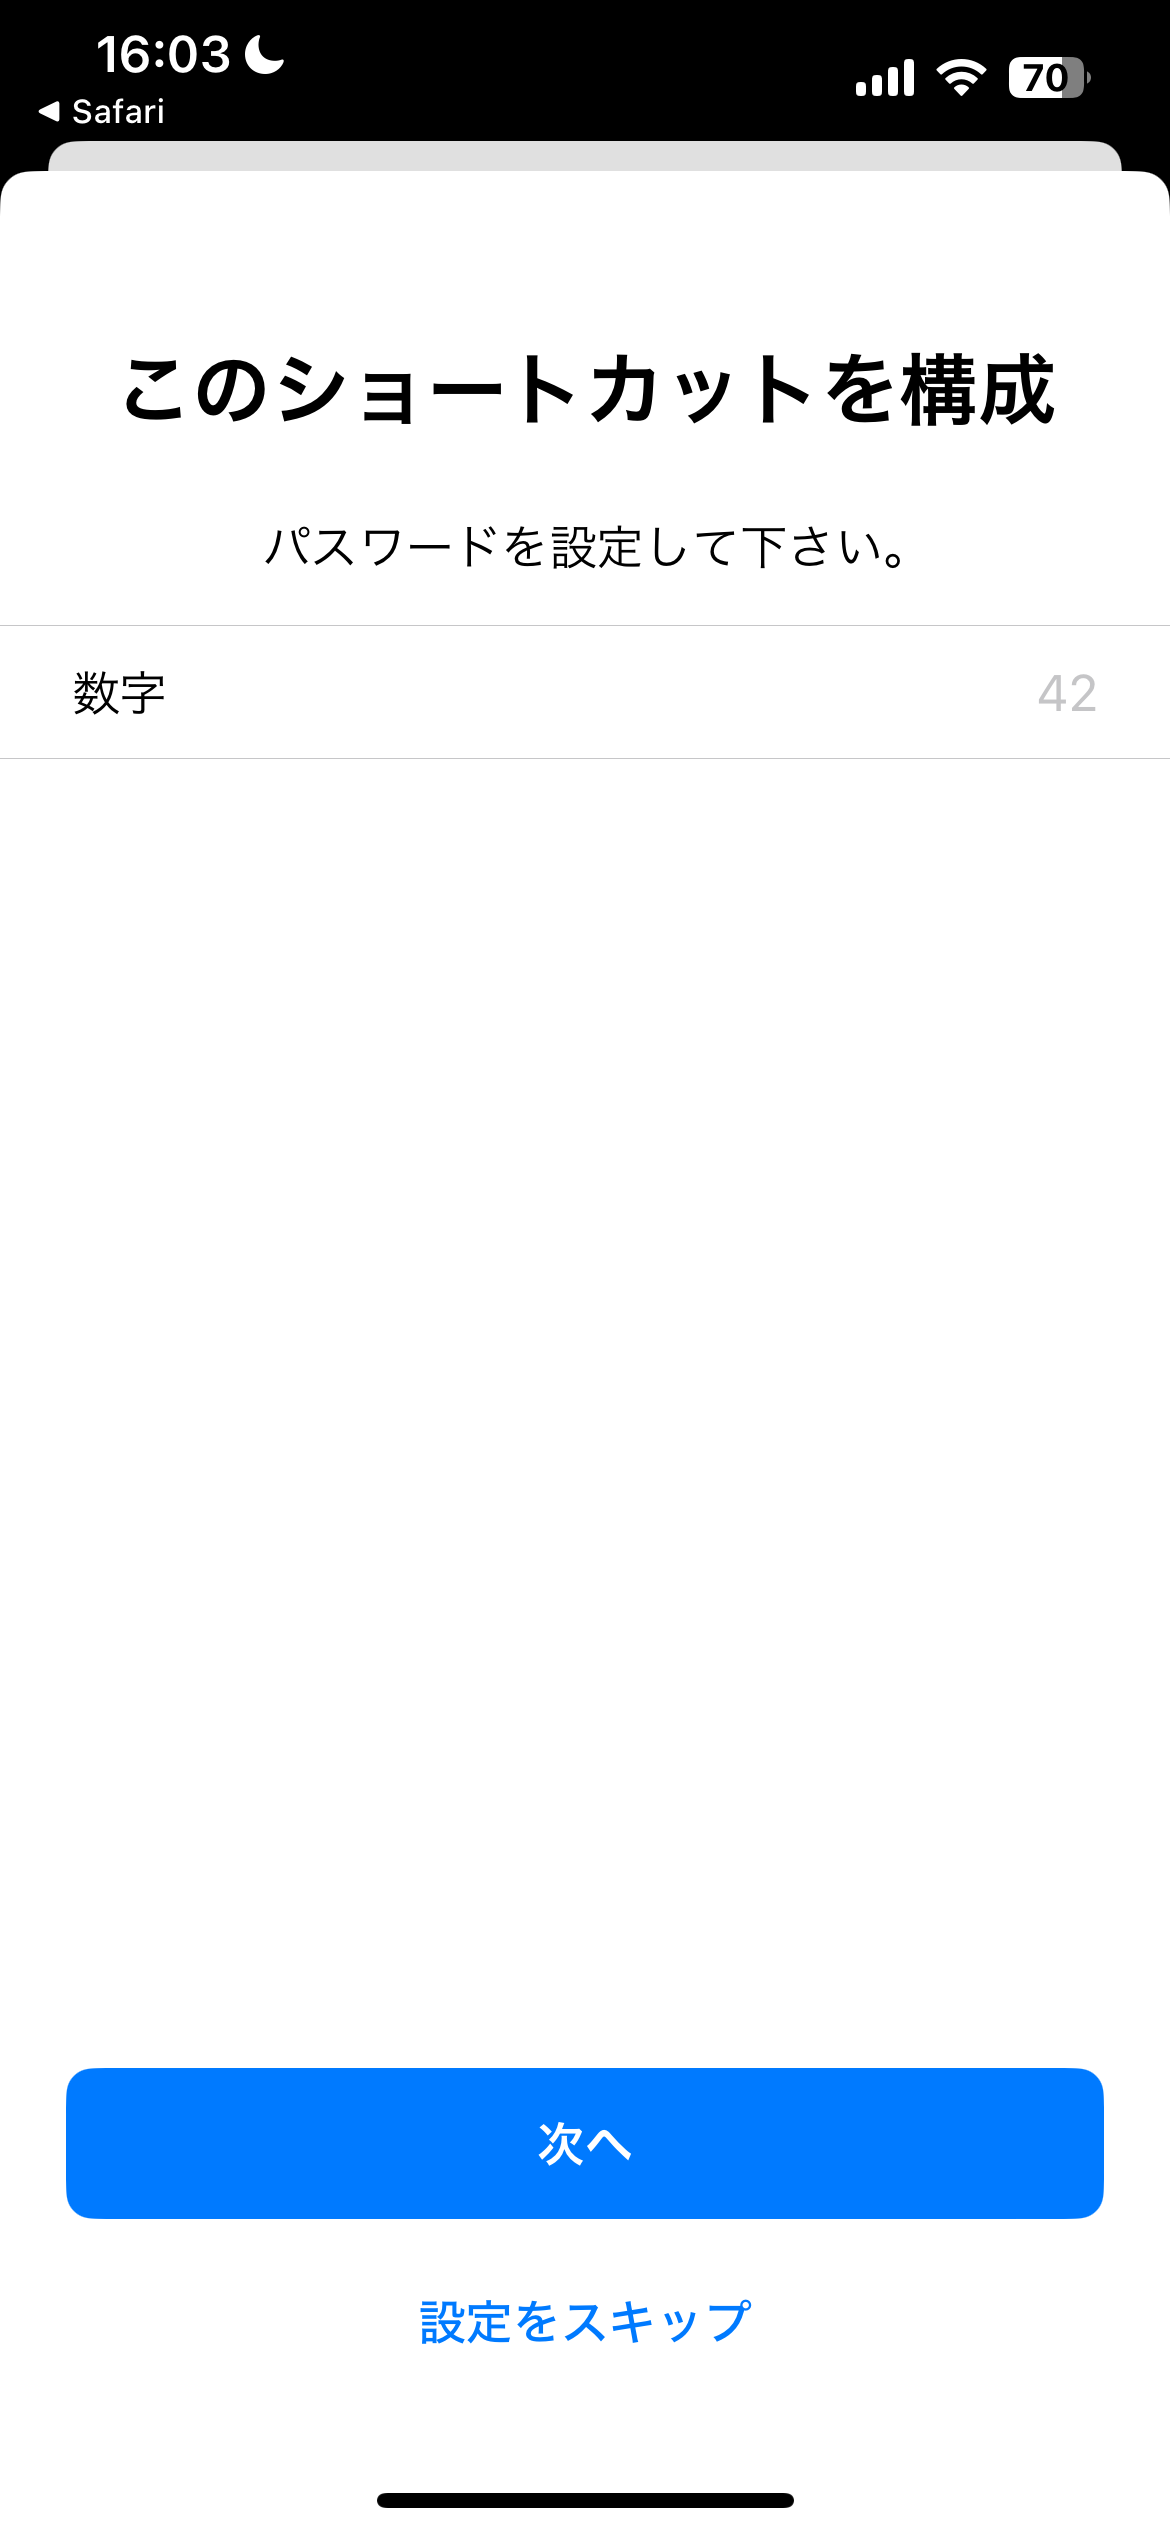 16:03
70
◀ Safari
このショートカットを構成
パスワードを設定して下さい。
数字 42
次へ
設定をスキップ